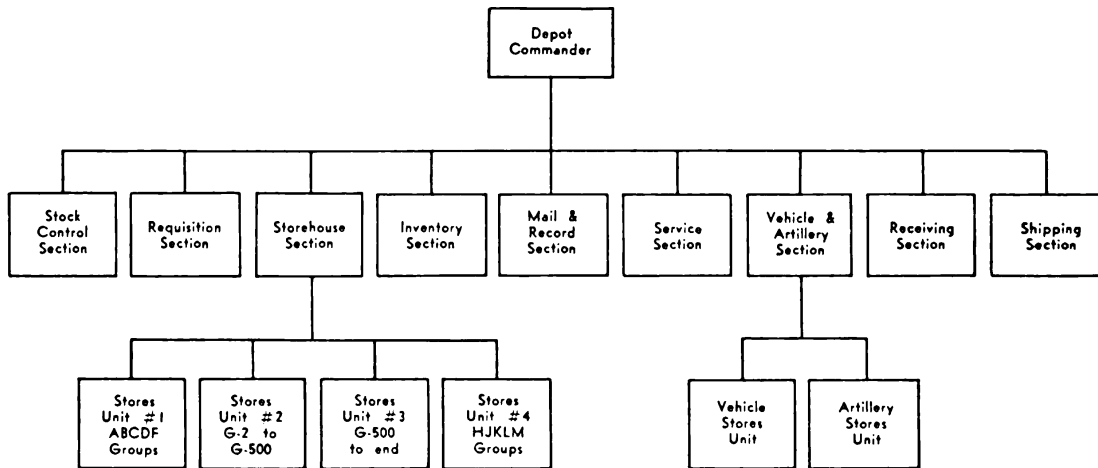 Depot
Commander
Stock
Control
Section
Requisition
Section
Storehouse
Section
Inventory
Section
Mail &
Record
Section
Service
Section
Vehicle &
Artillery
Section
Receiving
Section
Shipping
Section
Stores
Unit #1
ABCDF
Groups
Stores
Unit #2
G-2 to
G-500
Stores
Unit #3
G-500
to end
Stores
Unit #4
HJKLM
Groups
Vehicle
Stores
Unit
Artillery
Stores
Unit